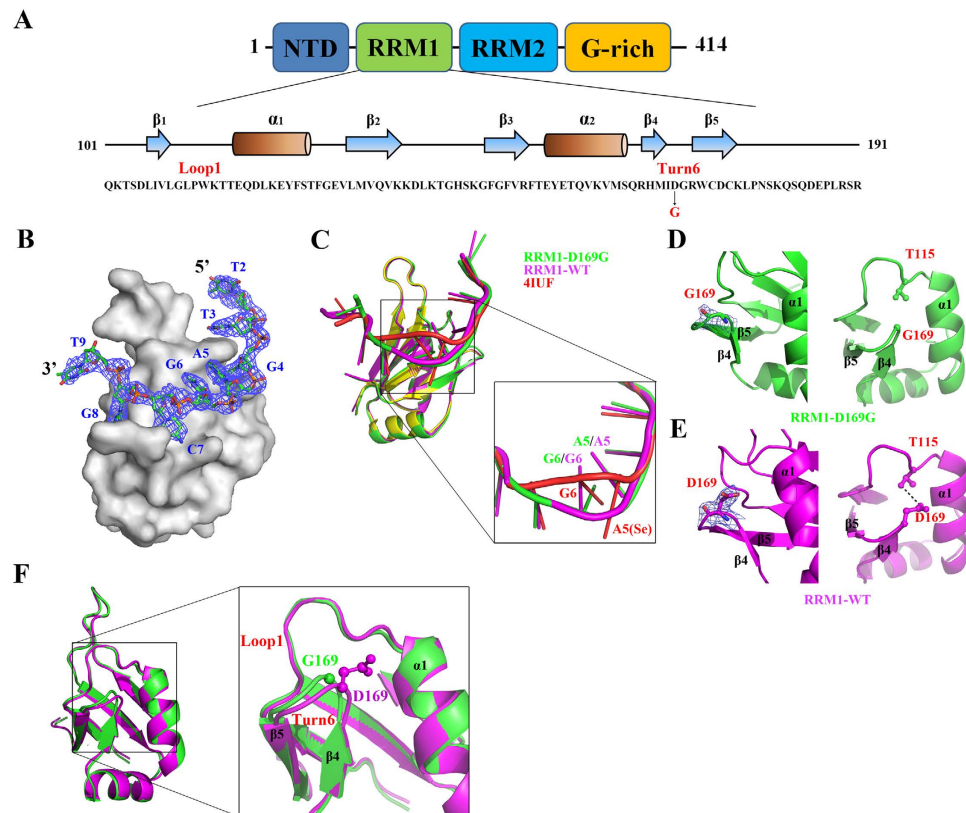 A
1 NTD RRM1 RRM2 G-rich 414
β1 α1 β2 β3 α2 β4 β5
101 191
Loop1 Turn6
QKTSDLIVLGLPWKTTEQDLKEYFSTFGEVLMVQVKKDLKTGHSKGFGFVRFTEYETQVKVMSQRHMIDGRWCDCKLPNSKQSQDEPLRSR
G
B
5’ T2
T3
T9
G6 A5
3’
G4
G8
C7
C
RRM1-D169G
RRM1-WT
4IUF
A5/A5
G6/G6
G6
A5(Se)
D
T115
G169 α1 α1
G169
β5 β5
β4 β4
RRM1-D169G
E
T115
α1
D169 α1
D169
β5 β5
β4 β4
RRM1-WT
F
Loop1
G169 α1
D169
Turn6
β5 β4